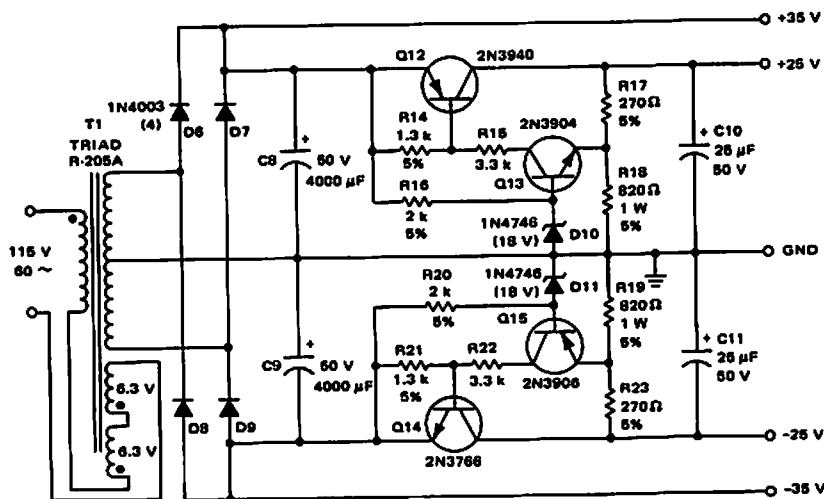 +35 V
+25 V
Q12
2N3940
1N4003
(4)
D6
D7
T1
TRIAD
R-205A
R14
1.3 k
5%
R15
3.3 k
2N3904
Q13
R17
270Ω
5%
C10
+
25 μF
50 V
C8
+
50 V
4000 μF
R16
2 k
5%
R18
820Ω
1 W
5%
1N4746
(18 V)
D10
115 V
60 ~
GND
R20
2 k
5%
1N4746
(18 V)
D11
R19
820Ω
1 W
5%
Q15
C9
+
50 V
4000 μF
R21
1.3 k
5%
R22
3.3 k
2N3906
C11
+
25 μF
50 V
6.3 V
6.3 V
D8
D9
R23
270Ω
5%
Q14
2N3766
-25 V
-35 V